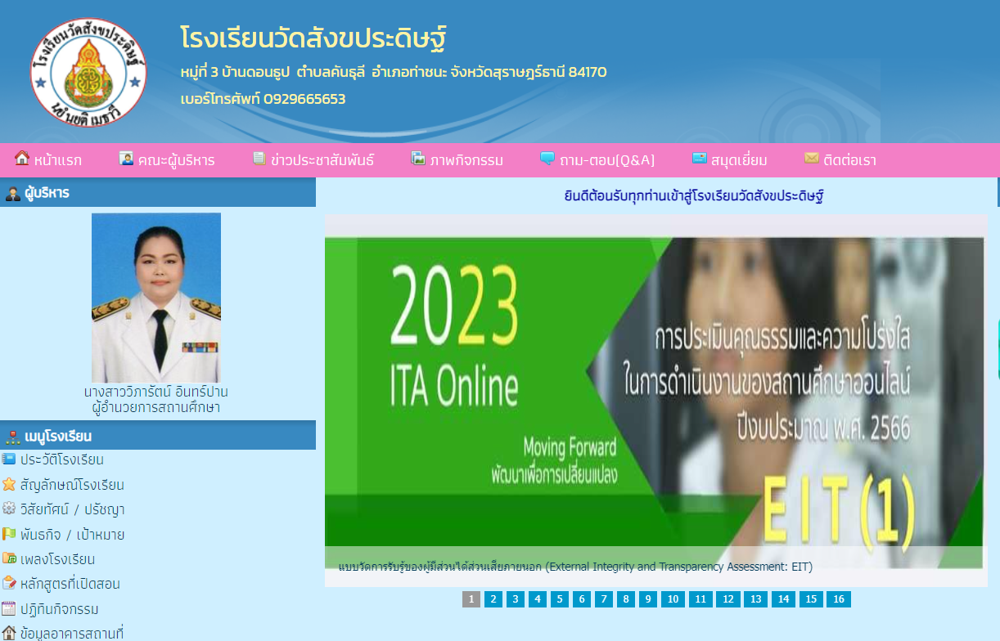 โรงเรียนวัดสังขประดิษฐ์
นยํ นยติ เมธาวี
โรงเรียนวัดสังขประดิษฐ์
หมู่ที่ 3 บ้านดอนธูป ตำบลคันธุลี อำเภอท่าชนะ จังหวัดสุราษฎร์ธานี 84170
เบอร์โทรศัพท์ 0929665653
หน้าแรก คณะผู้บริหาร ข่าวประชาสัมพันธ์ ภาพกิจกรรม ถาม-ตอบ[Q&A] สมุดเยี่ยม ติดต่อเรา
ผู้บริหาร
นางสาววิภารัตน์ อินทร์ปาน
ผู้อำนวยการสถานศึกษา
เมนูโรงเรียน
ประวัติโรงเรียน
สัญลักษณ์โรงเรียน
วิสัยทัศน์ / ปรัชญา
พันธกิจ / เป้าหมาย
เพลงโรงเรียน
หลักสูตรที่เปิดสอน
ปฏิทินกิจกรรม
ข้อมูลอาคารสถานที่
ยินดีต้อนรับทุกท่านเข้าสู่โรงเรียนวัดสังขประดิษฐ์
2023
ITA Online
Moving Forward
พัฒนาเพื่อการเปลี่ยนแปลง
การประเมินคุณธรรมและความโปร่งใส
ในการดำเนินงานของสถานศึกษาออนไลน์
ปีงบประมาณ พ.ศ. 2566
EIT(1)
แบบวัดการรับรู้ของผู้มีส่วนได้ส่วนเสียภายนอก (External Integrity and Transparency Assessment: EIT)
1 2 3 4 5 6 7 8 9 10 11 12 13 14 15 16